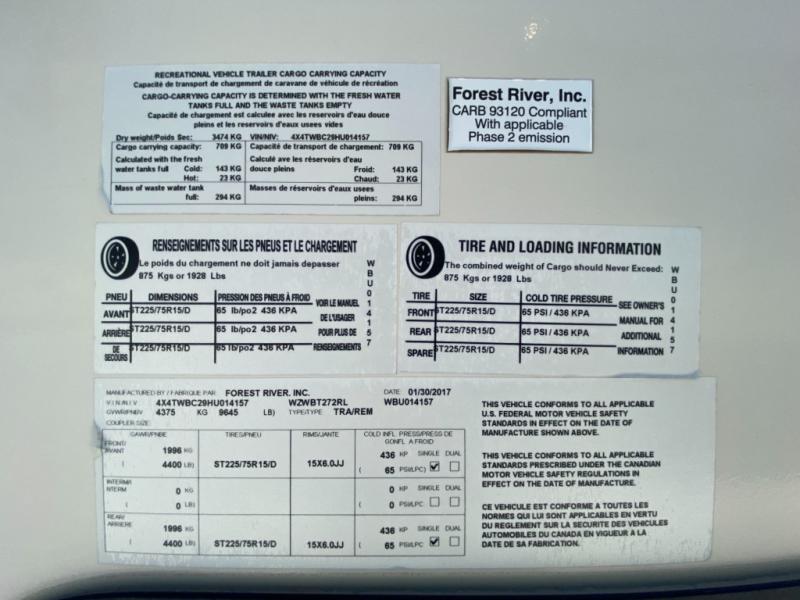 RECREATIONAL VEHICLE TRAILER CARGO CARRYING CAPACITY
Capacité de transport de chargement de caravane de véhicule de récréation
CARGO-CARRYING CAPACITY IS DETERMINED WITH THE FRESH WATER
TANKS FULL AND THE WASTE TANKS EMPTY
Capacité de transport de chargement est calculee avec les reservoirs d'eau douce
pleins et les reservoirs d'eaux usees vides
Dry weight/Poids Sec: 3474 KG VIN/NIV: 4X4TWBC29HU014157
Cargo carrying capacity: 709 KG Capacité de transport de chargement: 709 KG
Calculated with the fresh Calculé ave les réservoirs d'eau
water tanks full Cold: 143 KG douce pleins Froid: 143 KG
Hot: 23 KG Chaud: 23 KG
Mass of waste water tank Masses de réservoirs d'eaux usees
full: 294 KG pleins: 294 KG
Forest River, Inc.
CARB 93120 Compliant
With applicable
Phase 2 emission
RENSEIGNEMENTS SUR LES PNEUS ET LE CHARGEMENT
Le poids du chargement ne doit jamais depasser
875 Kgs or 1928 Lbs
PNEU DIMENSIONS PRESSION DES PNEUS À FROID
AVANT ST225/75R15/D 65 lb/po2 436 KPA
ARRIÈRE ST225/75R15/D 65 lb/po2 436 KPA
DE SECOURS ST225/75R15/D 65 lb/po2 436 KPA
VOIR LE MANUEL
DE L'USAGER
POUR PLUS DE
RENSEIGNEMENTS
WBU014157
TIRE AND LOADING INFORMATION
The combined weight of Cargo should Never Exceed:
875 Kgs or 1928 Lbs
TIRE SIZE COLD TIRE PRESSURE
FRONT ST225/75R15/D 65 PSI / 436 KPA
REAR ST225/75R15/D 65 PSI / 436 KPA
SPARE ST225/75R15/D 65 PSI / 436 KPA
SEE OWNER'S
MANUAL FOR
ADDITIONAL
INFORMATION
WBU014157
MANUFACTURED BY / FABRIQUE PAR FOREST RIVER, INC. DATE 01/30/2017
V I N / N I V 4X4TWBC29HU014157 WZWBT272RL WBU014157
GVWR/PNBV 4375 KG 9645 LB) TYPE/TYPE TRA/REM
COUPLER SIZE:
GAWR/PNBE TIRES/PNEU RIMS/JANTE COLD INFL PRESS/PRESS DE
GONFL A FROID
FRONT/
AVANT 1996 KG 436 KP SINGLE DUAL
( 4400 LB) ST225/75R15/D 15X6.0JJ ( 65 PSI/LPC)
INTERM/
INTERM 0 KG 0 KP SINGLE DUAL
( 0 LB) ( 0 PSI/LPC
REAR/
ARRIERE 1996 KG 436 KP SINGLE DUAL
( 4400 LB) ST225/75R15/D 15X6.0JJ ( 65 PSI/LPC
THIS VEHICLE CONFORMS TO ALL APPLICABLE
U.S. FEDERAL MOTOR VEHICLE SAFETY
STANDARDS IN EFFECT ON THE DATE OF
MANUFACTURE SHOWN ABOVE.
THIS VEHICLE CONFORMS TO ALL APPLICABLE
STANDARDS PRESCRIBED UNDER THE CANADIAN
MOTOR VEHICLE SAFETY REGULATIONS IN
EFFECT ON THE DATE OF MANUFACTURE.
CE VEHICULE EST CONFORME A TOUTES LES
NORMES QUI LUI SONT APPLICABLES EN VERTU
DU REGLEMENT SUR LA SECURITE DES VEHICULES
AUTOMOBILES DU CANADA EN VIGUEUR A LA
DATE DE SA FABRICATION.